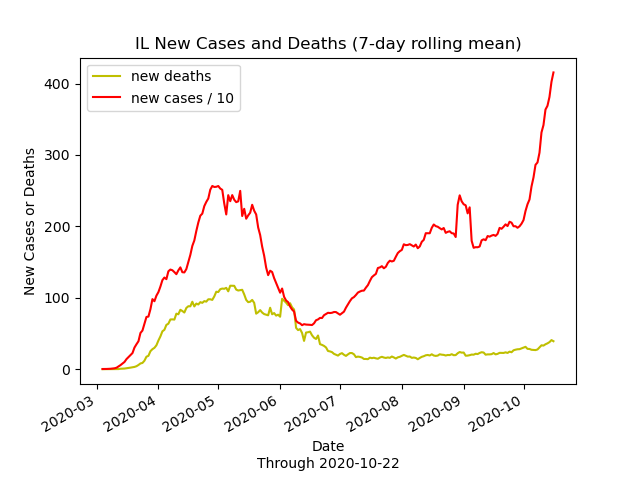 IL New Cases and Deaths (7-day rolling mean)
new deaths
new cases / 10
New Cases or Deaths
400
300
200
100
0
2020-03
2020-04
2020-05
2020-06
2020-07
2020-08
2020-09
2020-10
Date
Through 2020-10-22